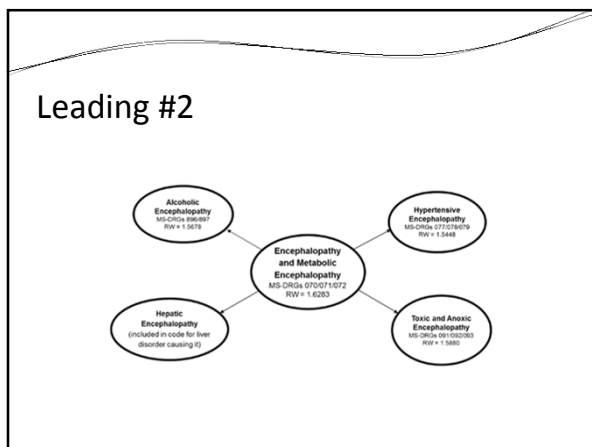 Leading #2
Alcoholic
Encephalopathy
MS-DRGs 896/897
RW = 1.5678
Hypertensive
Encephalopathy
MS-DRGs 077/078/079
RW = 1.5448
Encephalopathy
and Metabolic
Encephalopathy
MS-DRGs 070/071/072
RW = 1.6283
Hepatic
Encephalopathy
(included in code for liver
disorder causing it)
Toxic and Anoxic
Encephalopathy
MS-DRGs 091/092/093
RW = 1.5880